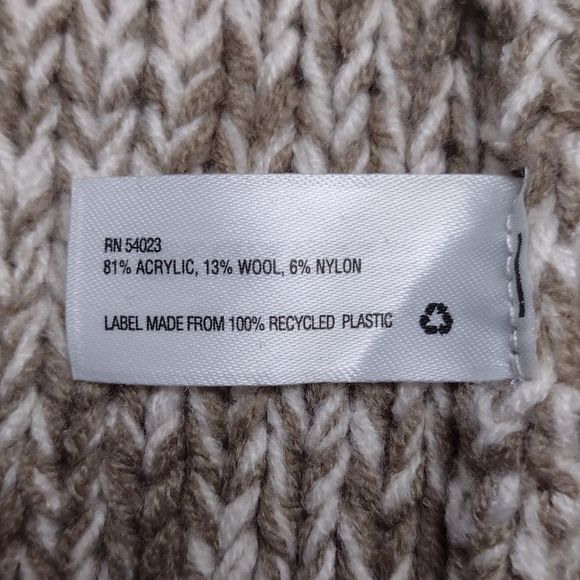 RN 54023
81% ACRYLIC, 13% WOOL, 6% NYLON
LABEL MADE FROM 100% RECYCLED PLASTIC